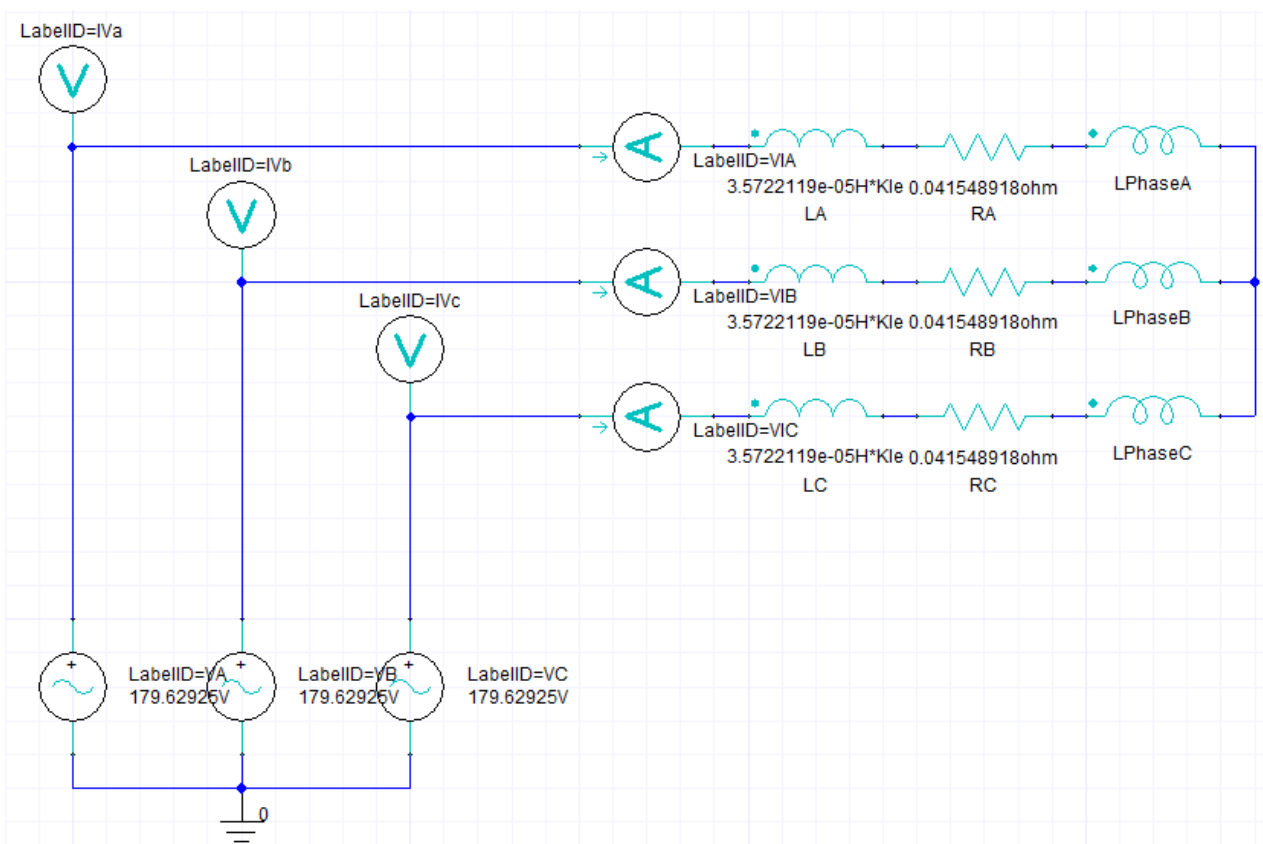 LabelID=IVa
V
LabelID=IVb
V
LabelID=IVc
V
A
LabelID=VIA
3.5722119e-05H*Kle
LA
0.041548918ohm
RA
LPhaseA
A
LabelID=VIB
3.5722119e-05H*Kle
LB
0.041548918ohm
RB
LPhaseB
A
LabelID=VIC
3.5722119e-05H*Kle
LC
0.041548918ohm
RC
LPhaseC
+
LabelID=VA
179.62925V
+
LabelID=VB
179.62925V
+
LabelID=VC
179.62925V
0